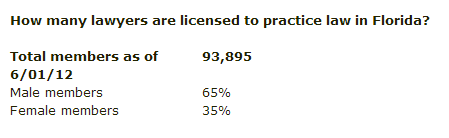 How many lawyers are licensed to practice law in Florida?
Total members as of 93,895
6/01/12
Male members 65%
Female members 35%